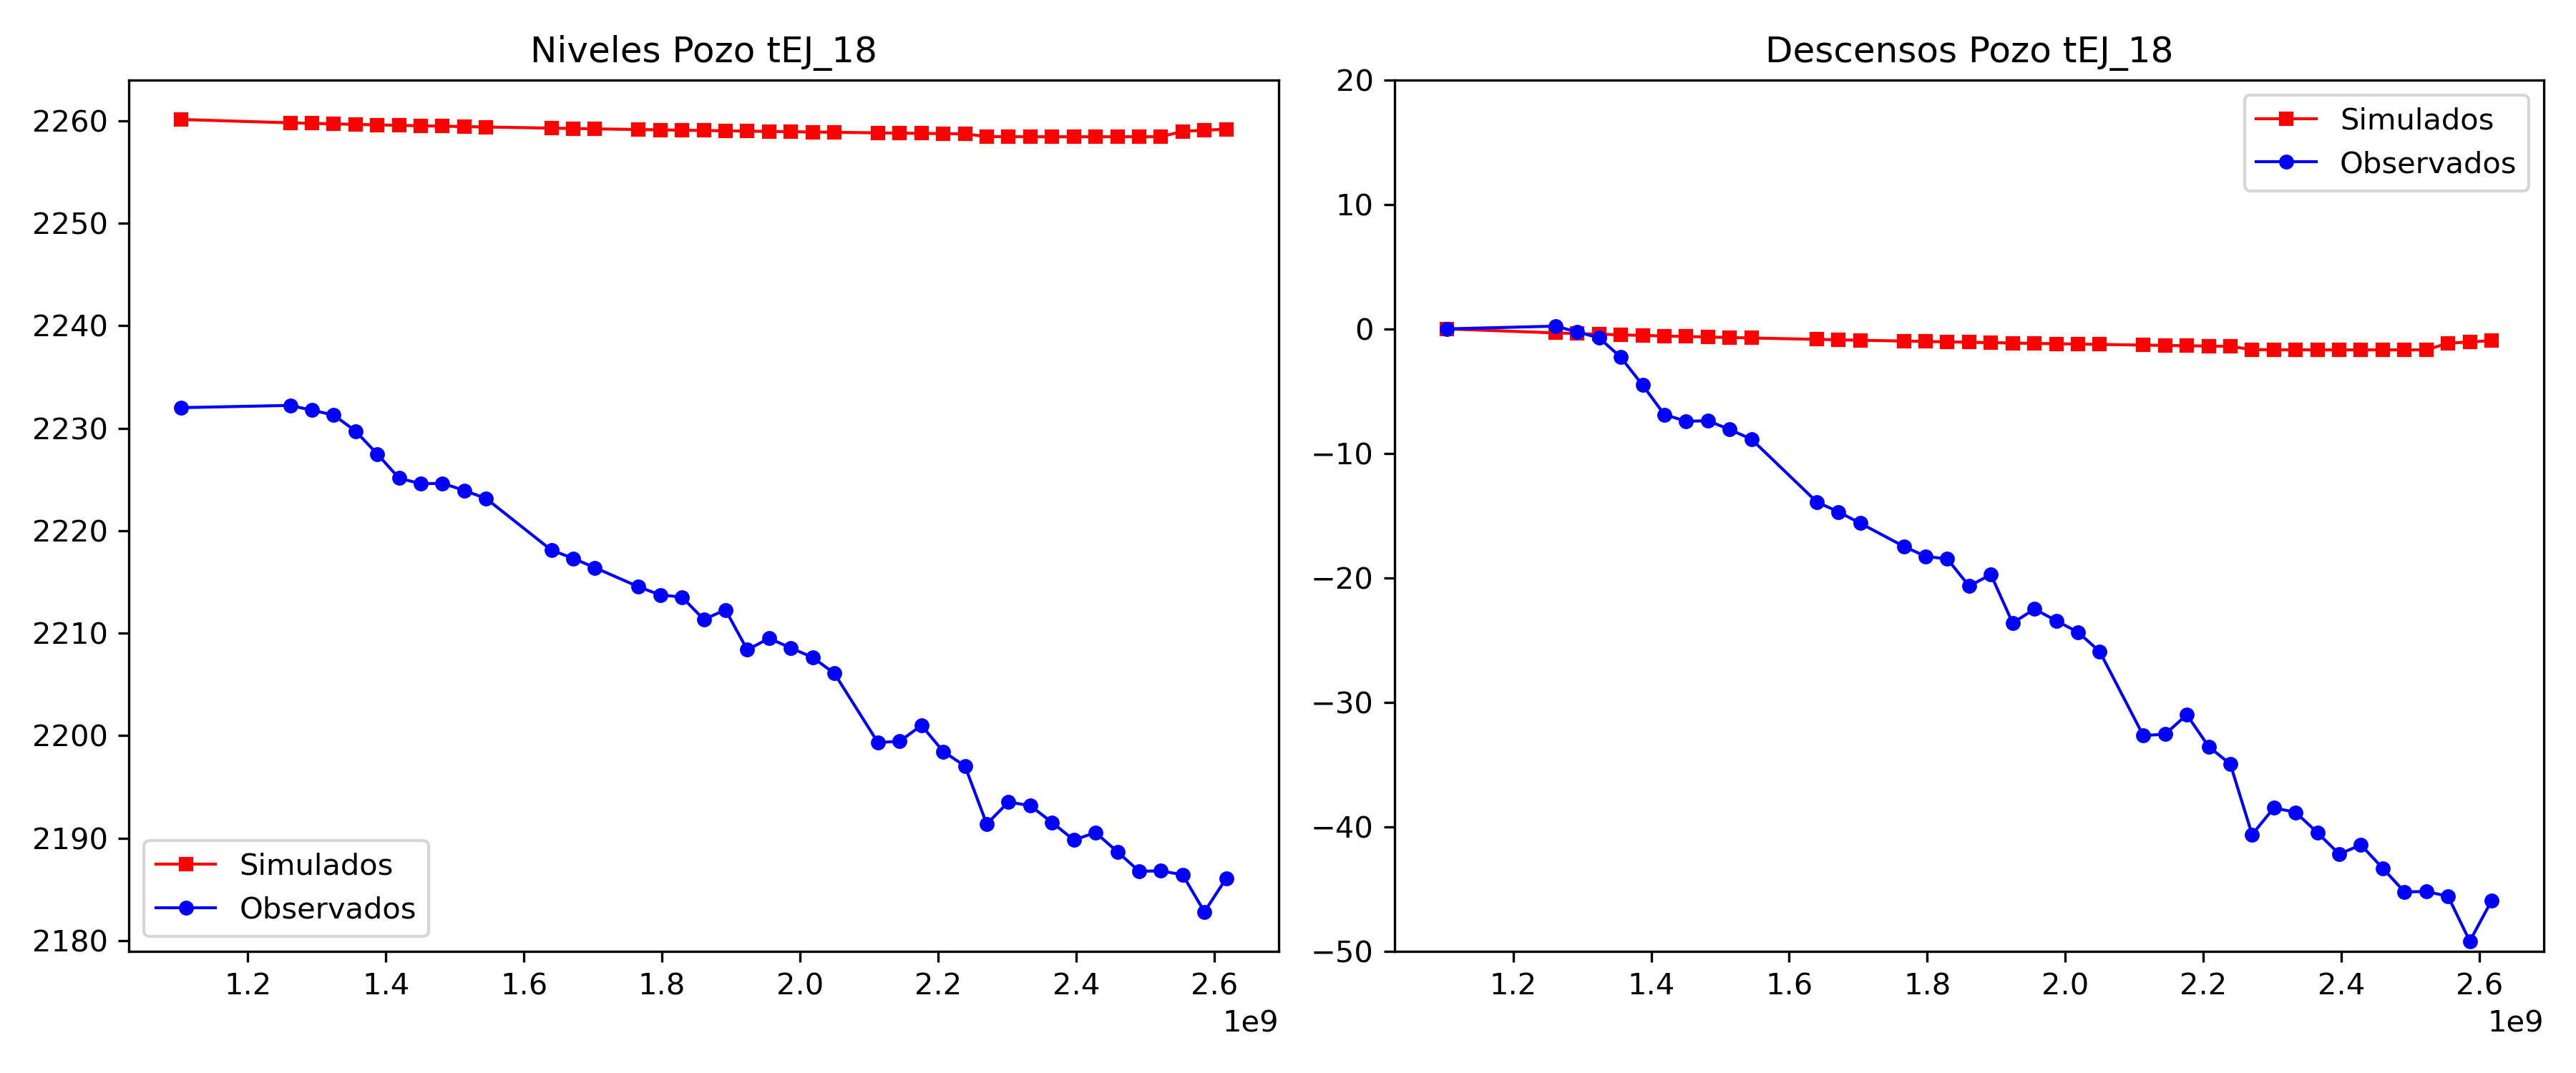 Niveles Pozo tEJ_18
2260
2250
2240
2230
2220
2210
2200
2190
2180
Simulados
Observados
1.2 1.4 1.6 1.8 2.0 2.2 2.4 2.6
1e9
Descensos Pozo tEJ_18
20
10
0
−10
−20
−30
−40
−50
Simulados
Observados
1.2 1.4 1.6 1.8 2.0 2.2 2.4 2.6
1e9